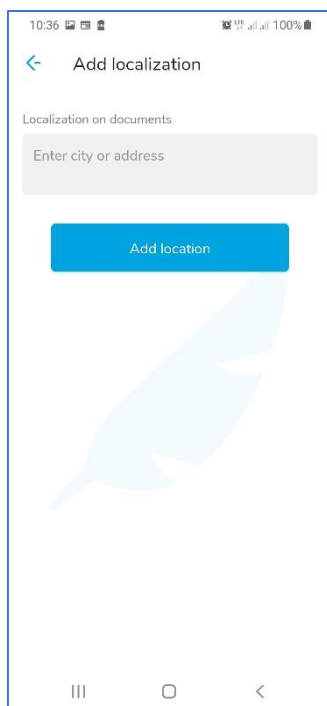 10:36 100%
Add localization
Localization on documents
Enter city or address
Add location